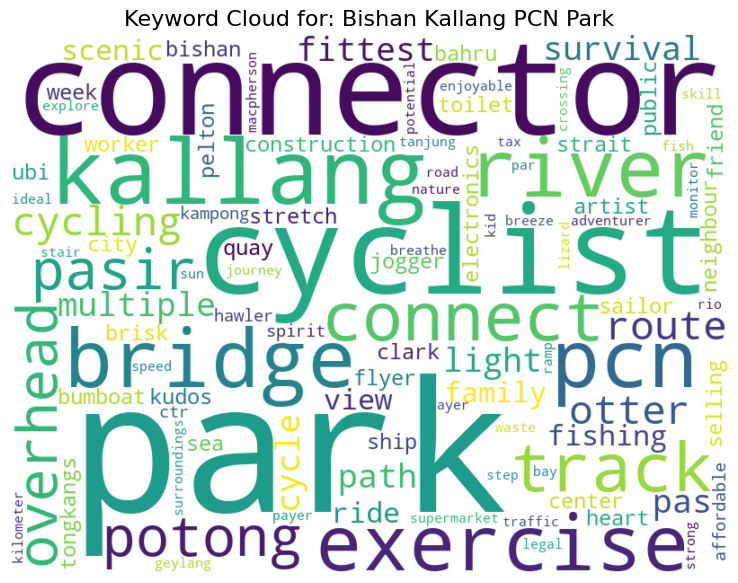 Keyword Cloud for: Bishan Kallang PCN Park
scenic bishan fittest bahru survival
connector
week explore macpherson potential enjoyable toilet crossing public skill
worker pelton construction tanjung tax strait fish friend
ubi kallang road river
ideal nature par artist monitor
cycling kampong stretch electronics kid breeze adventurer neighbour
city quay breathe cyclist lizard
stair pasir sun journey jogger
multiple hawler connect sailor rio
brisk spirit route
overhead bridge speed clark light ramp pcn
bumboat kudos flyer family otter selling
ctr view ayer
park
sea cycle ship waste fishing
tongkangs surroundings path step bay track center pas affordable
kilometer potong payer ride supermarket traffic heart strong
geylang exercise legal